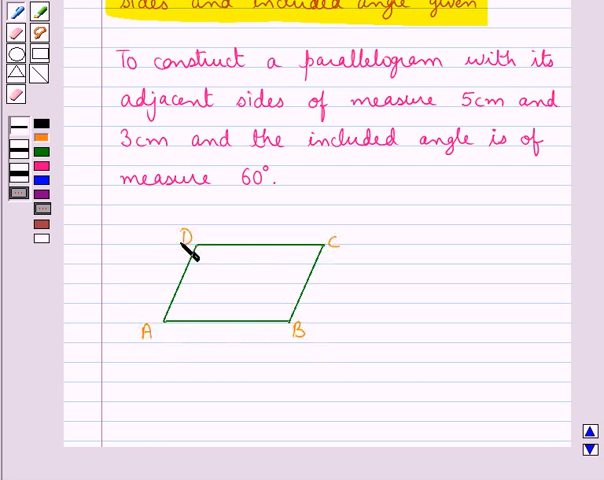 sides and included angle given
To construct a parallelogram with its
adjacent sides of measure 5cm and
3cm and the included angle is of
measure 60°.
D C
A B